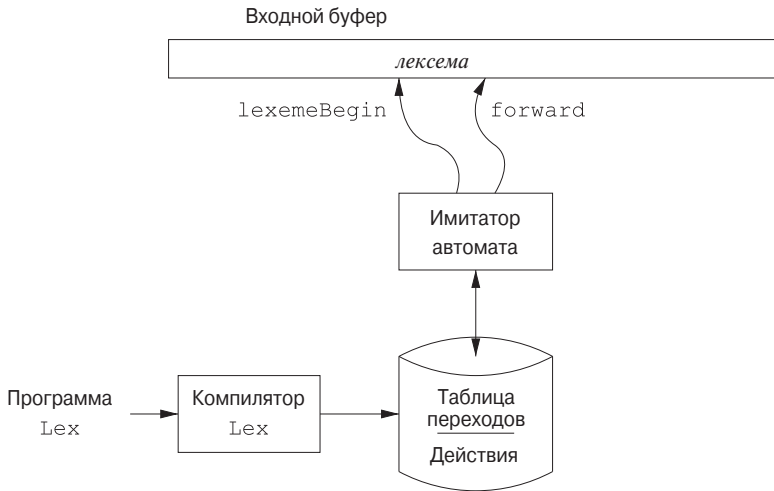 Входной буфер
лексема
lexemeBegin
forward
Имитатор
автомата
Программа
Lex
Компилятор
Lex
Таблица
переходов
Действия